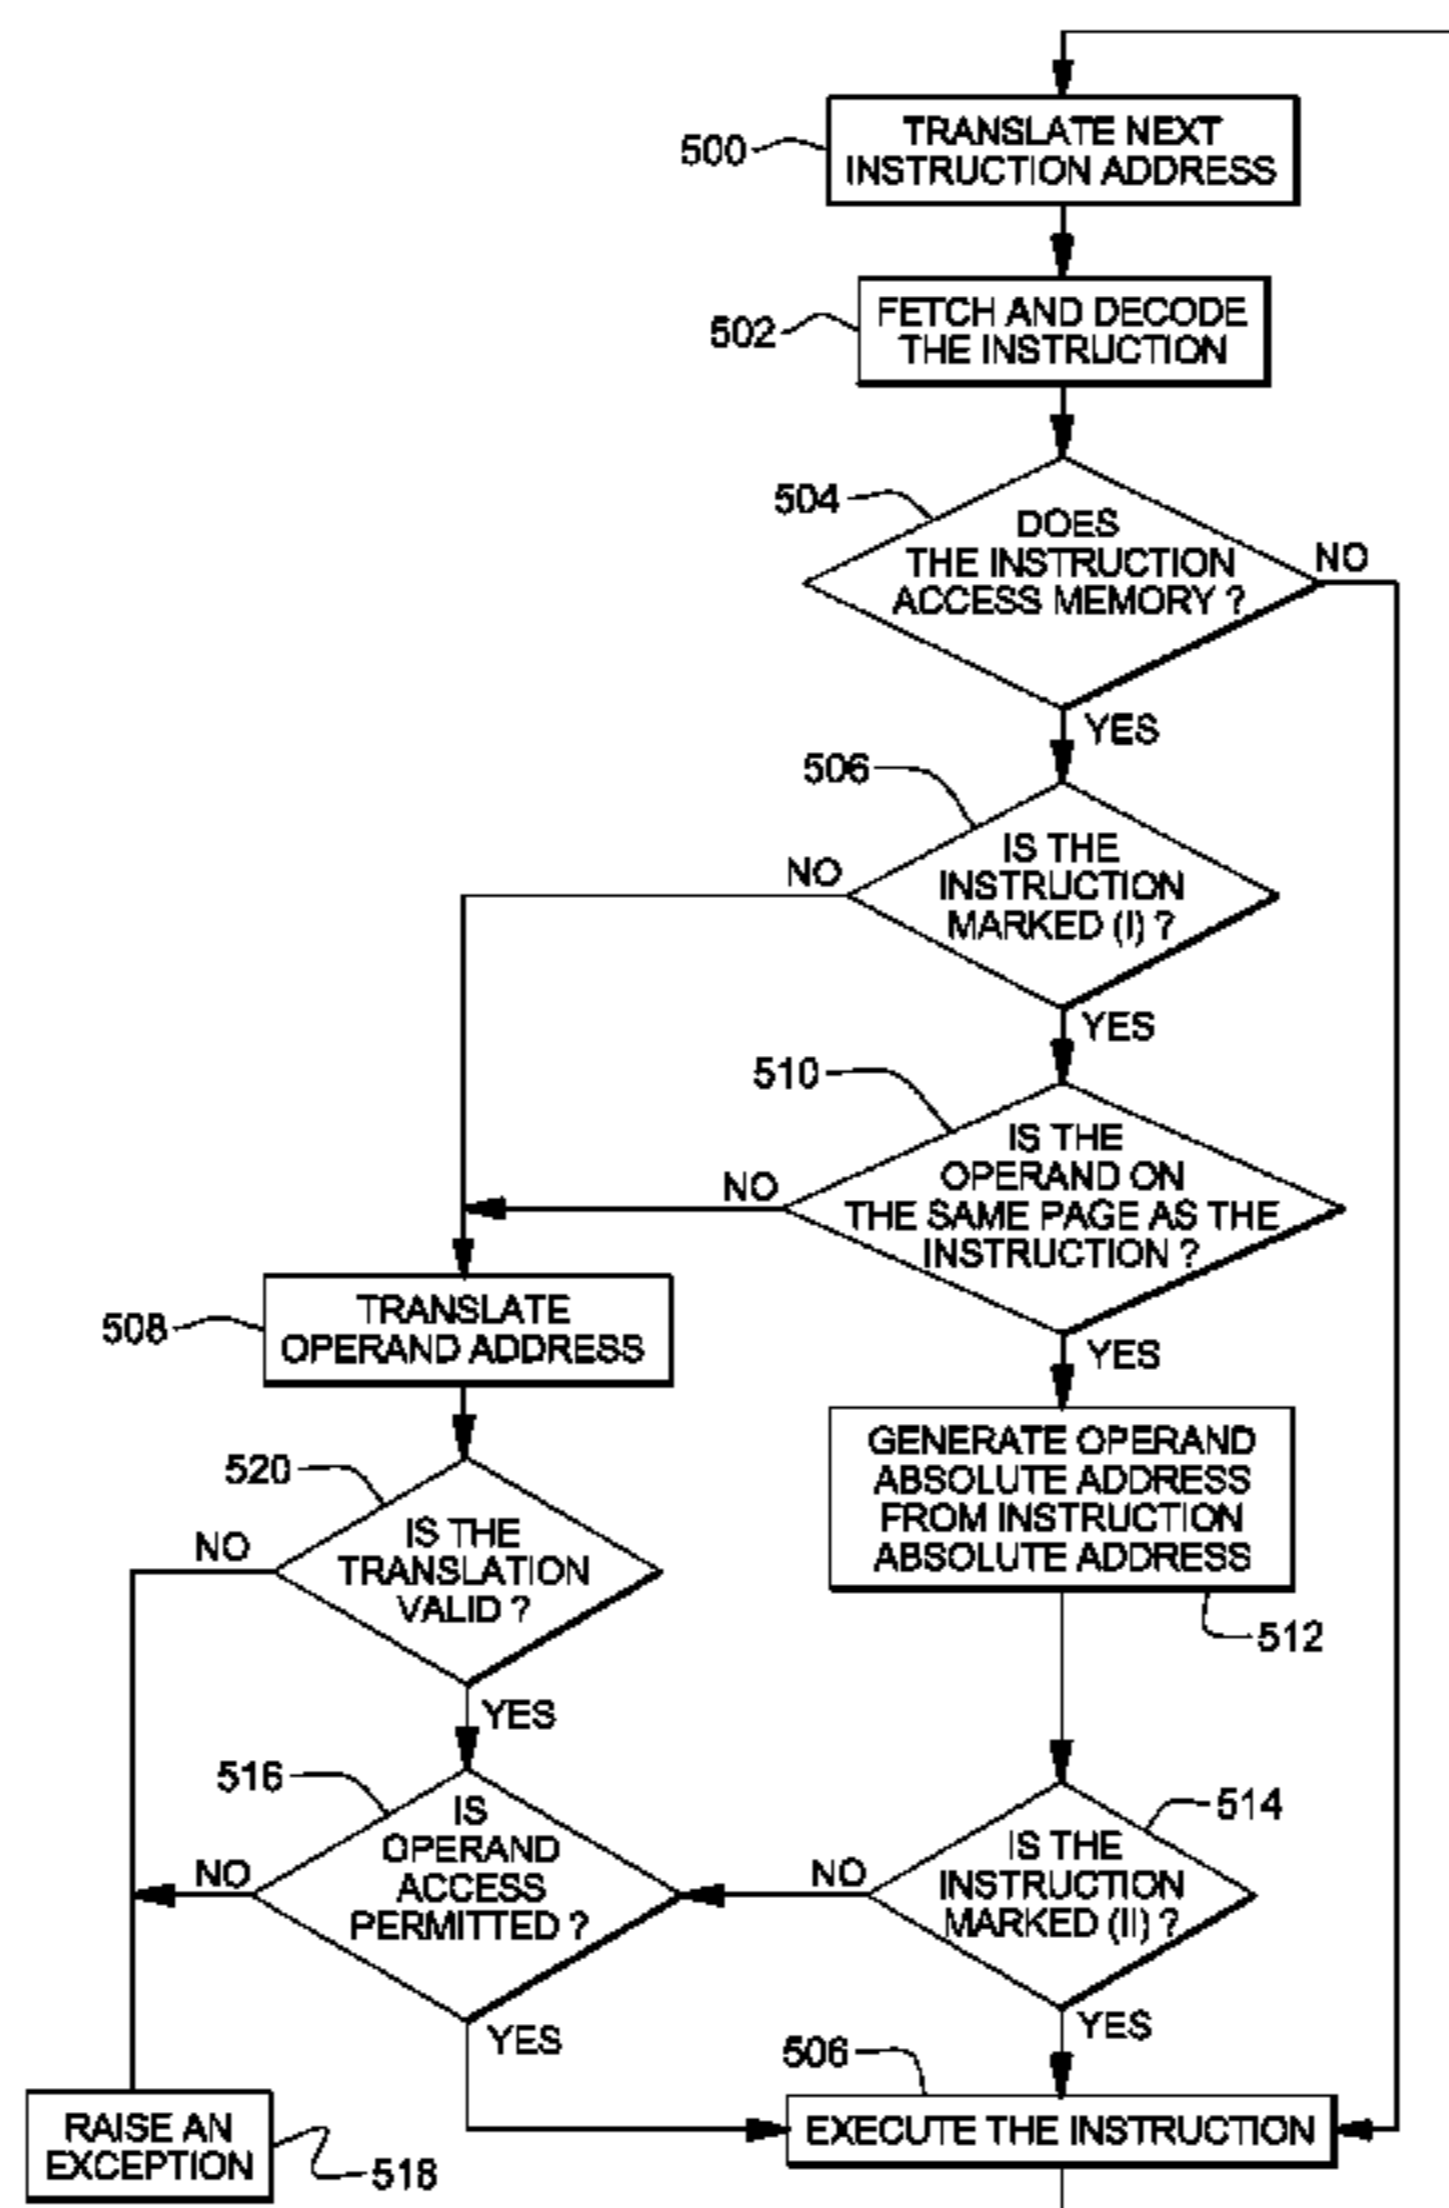 500
TRANSLATE NEXT
INSTRUCTION ADDRESS
502
FETCH AND DECODE
THE INSTRUCTION
504
DOES
THE INSTRUCTION
ACCESS MEMORY ?
NO
YES
506
IS THE
INSTRUCTION
MARKED (I) ?
NO
YES
510
IS THE
OPERAND ON
THE SAME PAGE AS THE
INSTRUCTION ?
NO
YES
508
TRANSLATE
OPERAND ADDRESS
GENERATE OPERAND
ABSOLUTE ADDRESS
FROM INSTRUCTION
ABSOLUTE ADDRESS
512
520
IS THE
TRANSLATION
VALID ?
NO
YES
516
IS
OPERAND
ACCESS
PERMITTED ?
NO
YES
514
IS THE
INSTRUCTION
MARKED (II) ?
NO
YES
506
EXECUTE THE INSTRUCTION
RAISE AN
EXCEPTION
518